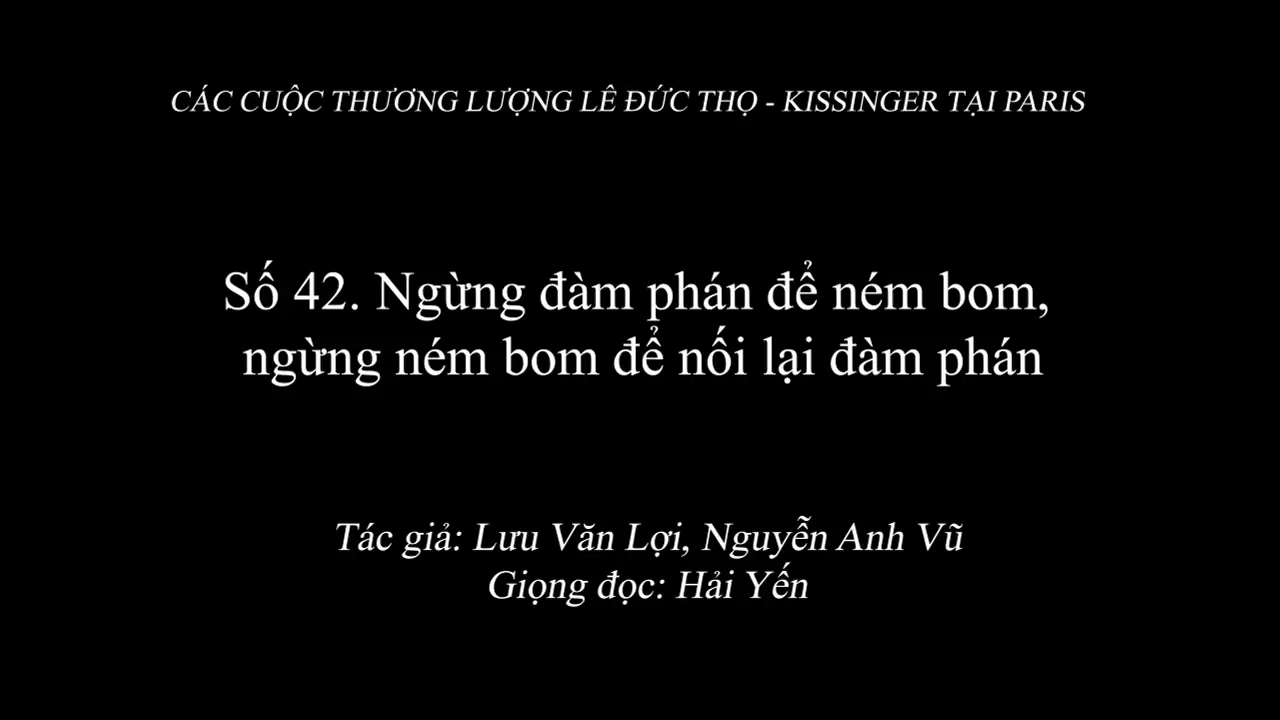 CÁC CUỘC THƯƠNG LƯỢNG LÊ ĐỨC THỌ - KISSINGER TẠI PARIS
Số 42. Ngừng đàm phán để ném bom,
ngừng ném bom để nối lại đàm phán
Tác giả: Lưu Văn Lợi, Nguyễn Anh Vũ
Giọng đọc: Hải Yến